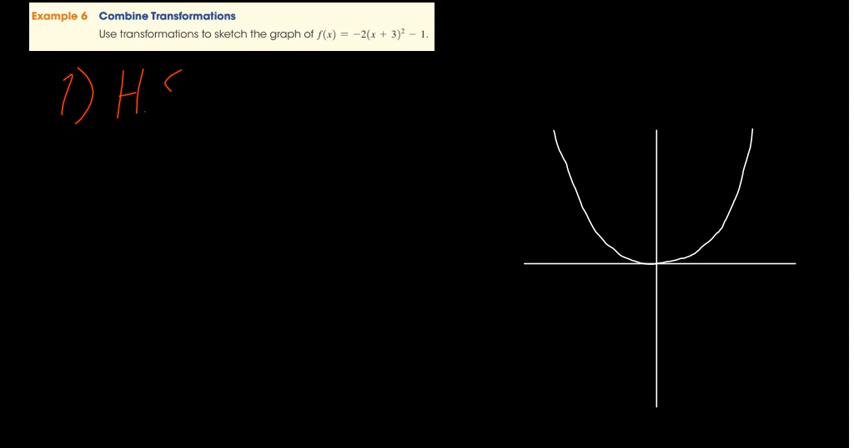 Example 6 Combine Transformations
Use transformations to sketch the graph of f(x) = −2(x + 3)² − 1.
1) H.